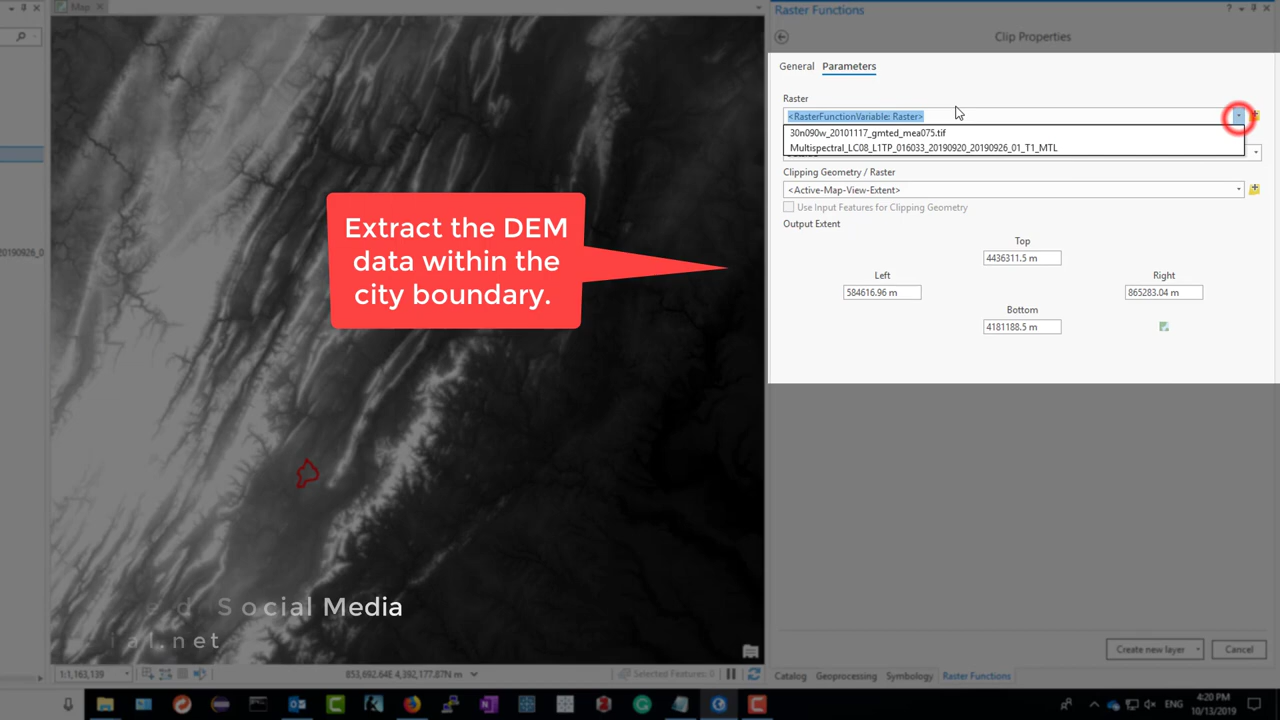 Map
Raster Functions
Clip Properties
General Parameters
Raster
<RasterFunctionVariable: Raster>
30n090w_20101117_gmted_mea075.tif
Multispectral_LC08_L1TP_016033_20190920_20190926_01_T1_MTL
Clipping Geometry / Raster
<Active-Map-View-Extent>
Use Input Features for Clipping Geometry
Output Extent
Top
4436311.5 m
Left
Right
584616.96 m
865283.04 m
Bottom
4181188.5 m
Extract the DEM
data within the
city boundary.
20190926_0
e d Social Media
ial.net
1:1,163,139
853,692.64E 4,392,177.87N m
Selected Features: 0
Create new layer
Cancel
Catalog Geoprocessing Symbology Raster Functions
ENG
4:20 PM
10/13/2019